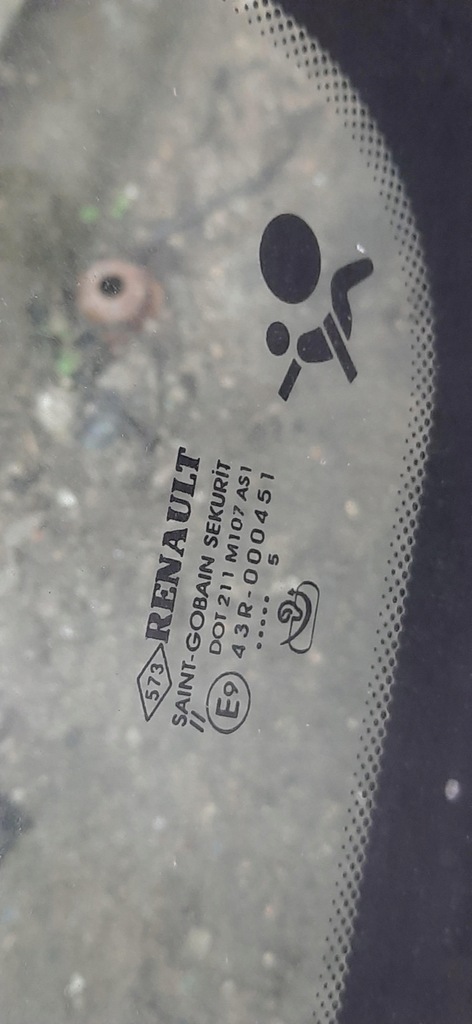 573 RENAULT
SAINT-GOBAIN SEKURIT
// DOT 211 M107 AS1
E9 43R-000451
..... 5